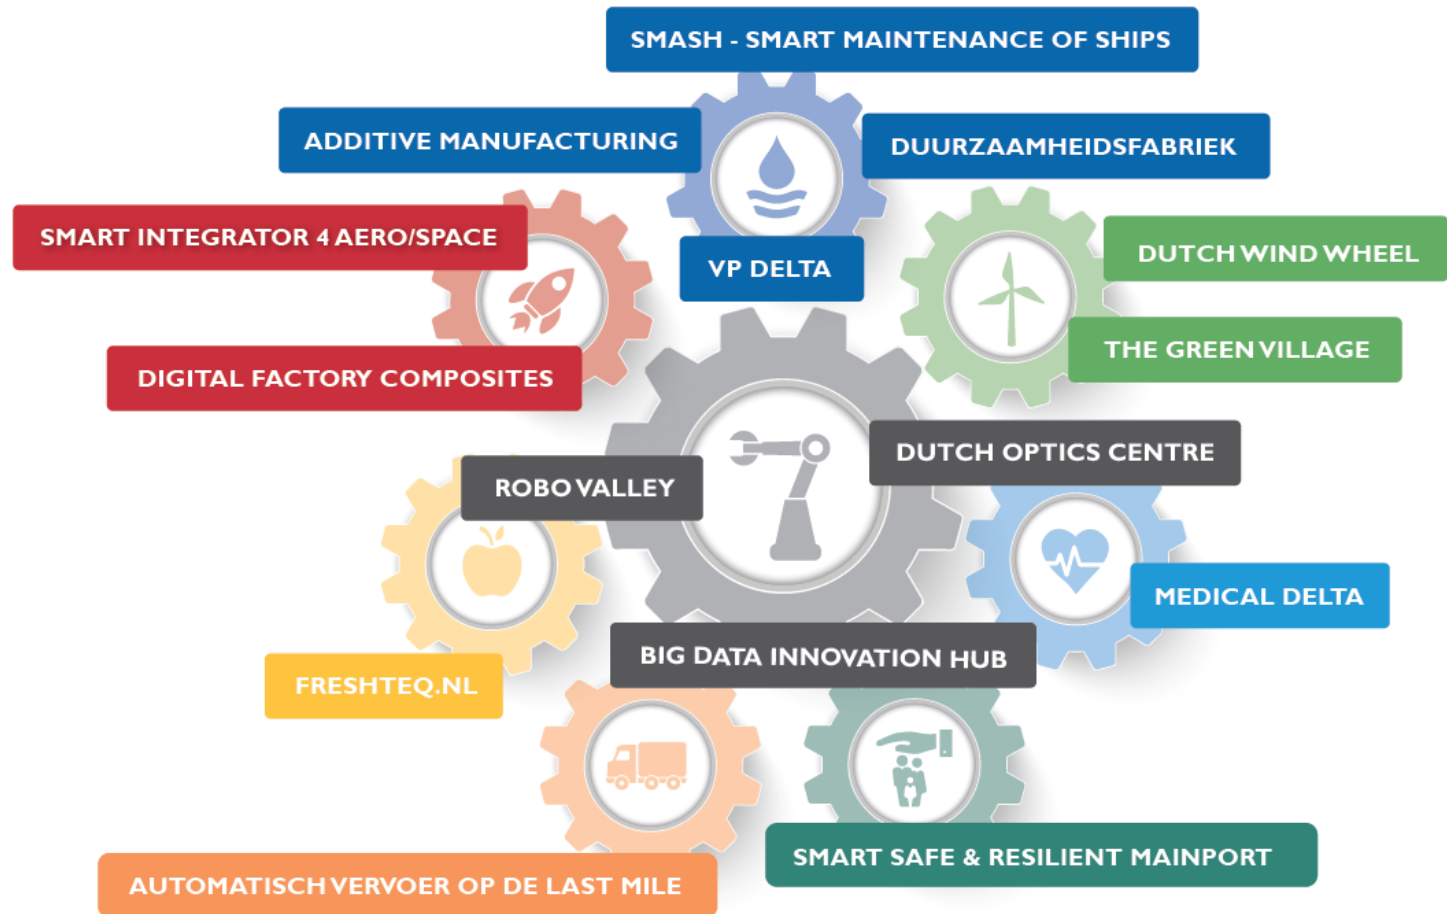 SMASH - SMART MAINTENANCE OF SHIPS
ADDITIVE MANUFACTURING
DUURZAAMHEIDSFABRIEK
SMART INTEGRATOR 4 AERO/SPACE
VP DELTA
DUTCH WIND WHEEL
THE GREEN VILLAGE
DIGITAL FACTORY COMPOSITES
DUTCH OPTICS CENTRE
ROBO VALLEY
MEDICAL DELTA
BIG DATA INNOVATION HUB
FRESHTEQ.NL
SMART SAFE & RESILIENT MAINPORT
AUTOMATISCH VERVOER OP DE LAST MILE